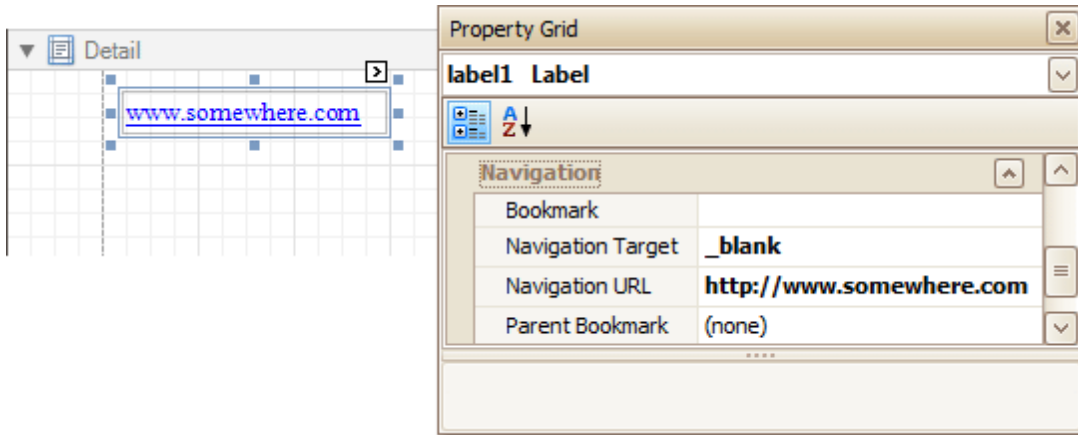 Detail
www.somewhere.com
Property Grid
label1 Label
A
Z
Navigation
Bookmark
Navigation Target _blank
Navigation URL http://www.somewhere.com
Parent Bookmark (none)